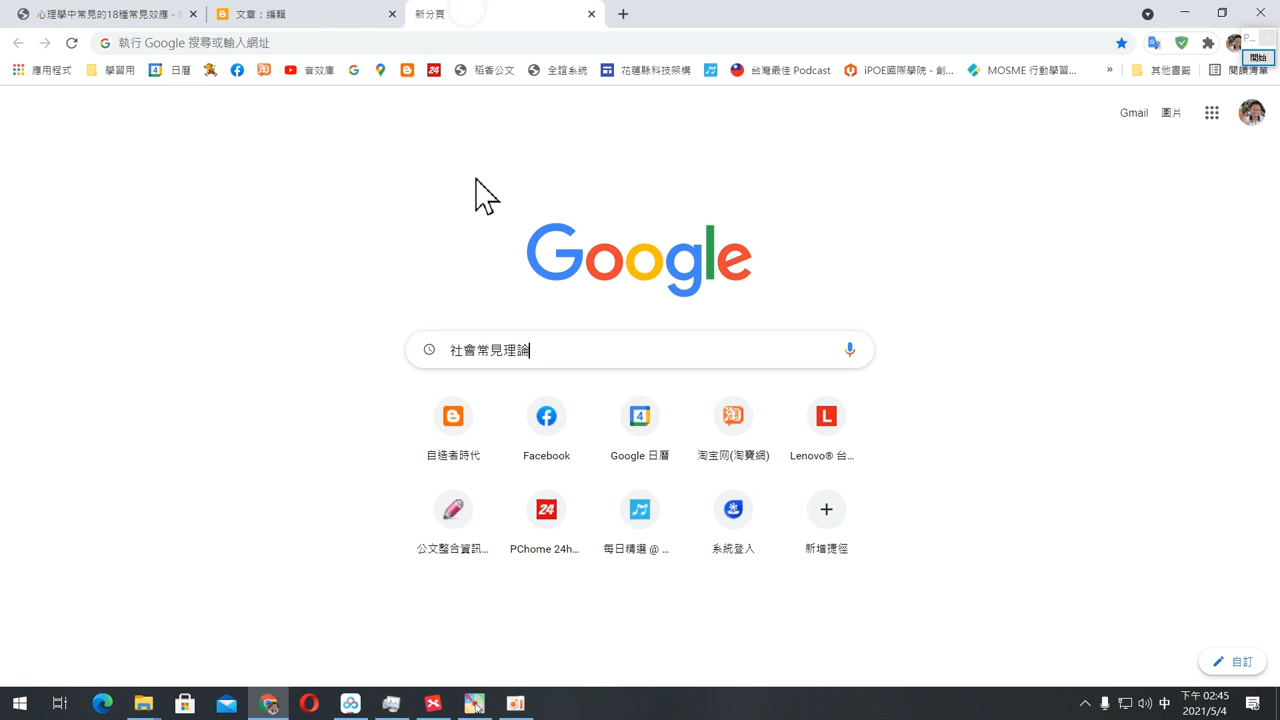 心理學中常見的18種常見效應 -
文章：編輯
新分頁
執行 Google 搜尋或輸入網址
P...
開始
應用程式
學習用
日曆
音效庫
稻香公文
全誼系統
花蓮縣科技架構
台灣最佳 Podcast
iPOE國際學院 - 創...
MOSME 行動學習...
»
其他書籤
閱讀清單
Gmail
圖片
Google
社會常見理論
自造者時代
Facebook
Google 日曆
淘宝网(淘寶網)
Lenovo® 台...
公文整合資訊...
PChome 24h...
每日精選 @ ...
系統登入
新增捷徑
自訂
中
下午 02:45
2021/5/4